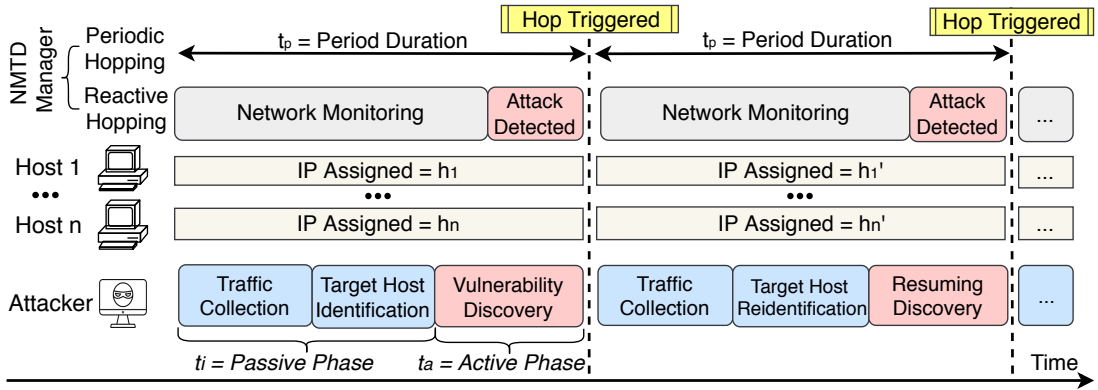 Hop Triggered
Hop Triggered
NMTD
Manager
Periodic
Hopping
tp = Period Duration
tp = Period Duration
Reactive
Hopping
Network Monitoring
Attack
Detected
Network Monitoring
Attack
Detected
...
Host 1
IP Assigned = h1
IP Assigned = h1'
...
•••
•••
•••
Host n
IP Assigned = hn
IP Assigned = hn'
...
Attacker
Traffic
Collection
Target Host
Identification
Vulnerability
Discovery
Traffic
Collection
Target Host
Reidentification
Resuming
Discovery
...
ti = Passive Phase
ta = Active Phase
Time